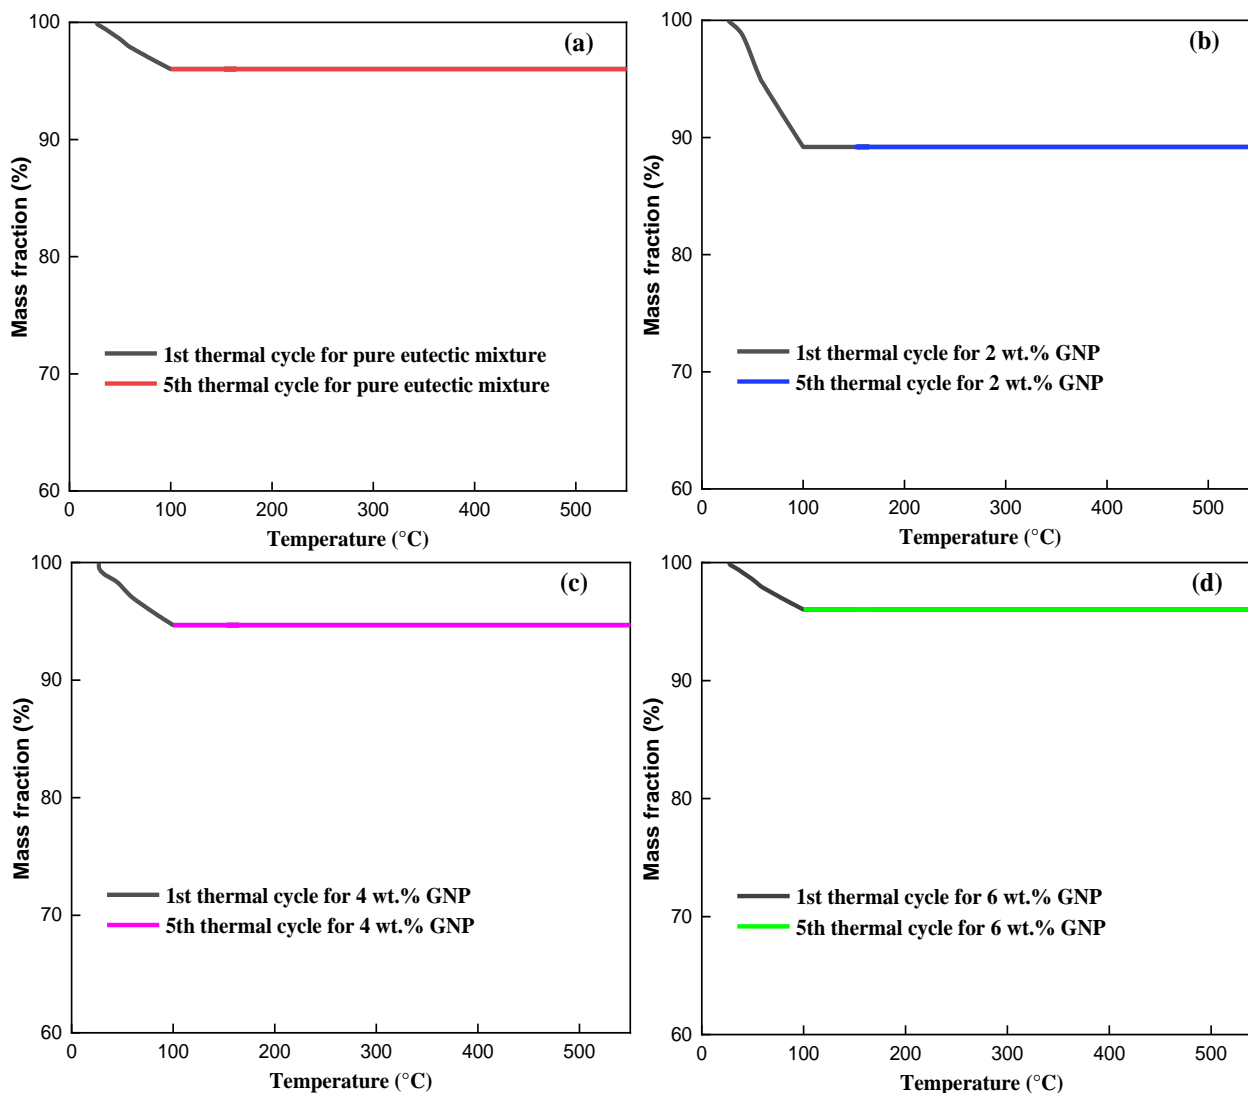 100
90
80
70
60
Mass fraction (%)
(a)
1st thermal cycle for pure eutectic mixture
5th thermal cycle for pure eutectic mixture
0 100 200 300 400 500
Temperature (°C)
100
90
80
70
60
Mass fraction (%)
(b)
1st thermal cycle for 2 wt.% GNP
5th thermal cycle for 2 wt.% GNP
0 100 200 300 400 500
Temperature (°C)
100
90
80
70
60
Mass fraction (%)
(c)
1st thermal cycle for 4 wt.% GNP
5th thermal cycle for 4 wt.% GNP
0 100 200 300 400 500
Temperature (°C)
100
90
80
70
60
Mass fraction (%)
(d)
1st thermal cycle for 6 wt.% GNP
5th thermal cycle for 6 wt.% GNP
0 100 200 300 400 500
Temperature (°C)